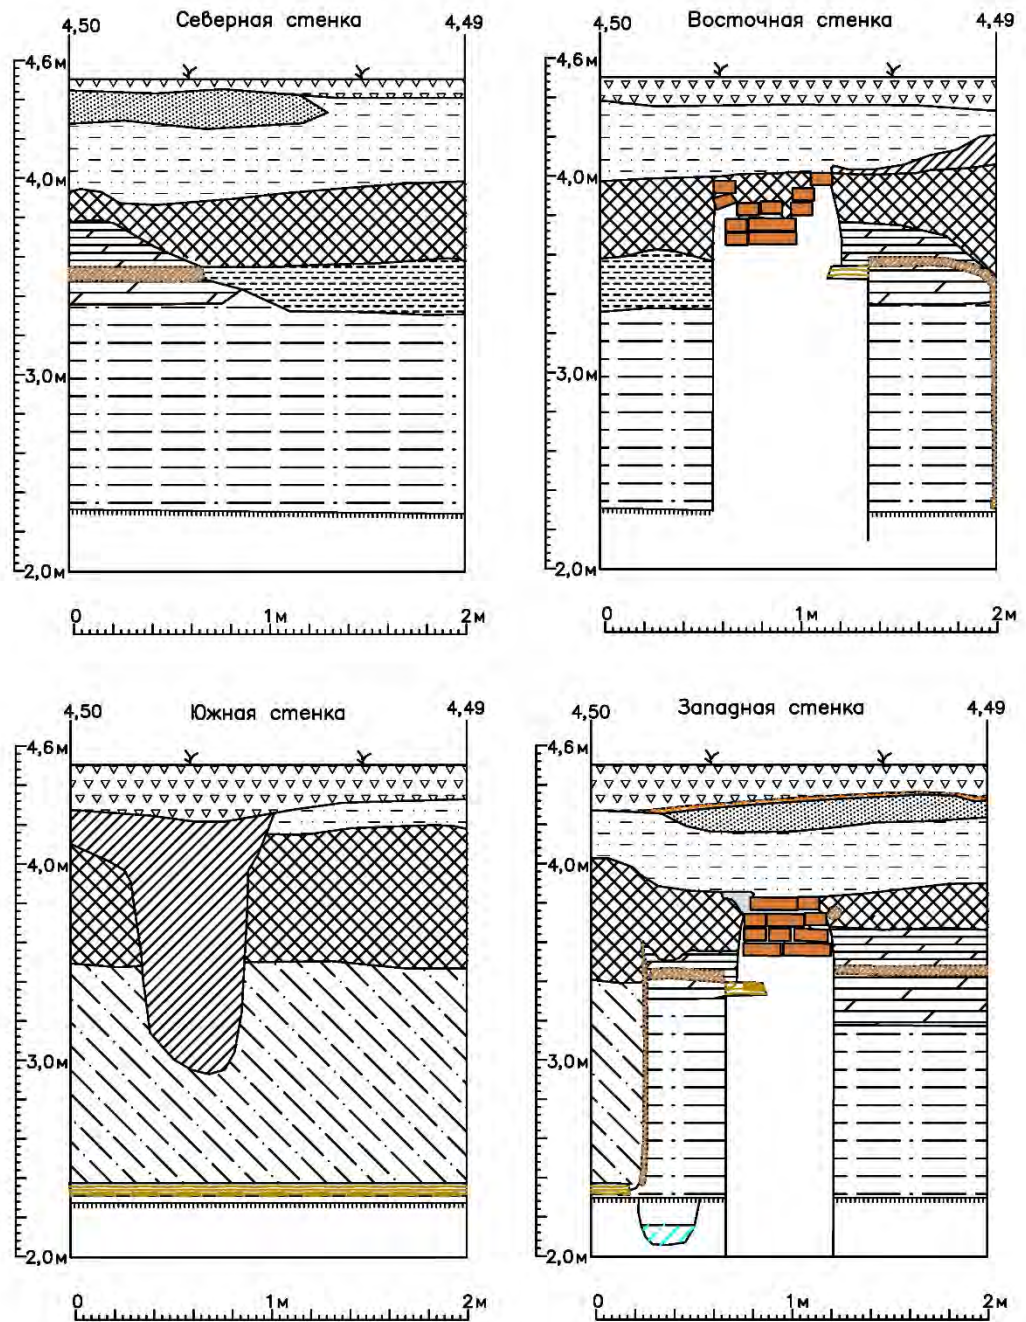 4,50 Северная стенка 4,49
4,6м
4,0м
3,0м
2,0м
0 1м 2м
4,50 Восточная стенка 4,49
4,6м
4,0м
3,0м
2,0м
0 1м 2м
4,50 Южная стенка 4,49
4,6м
4,0м
3,0м
2,0м
0 1м 2м
4,50 Западная стенка 4,49
4,6м
4,0м
3,0м
2,0м
0 1м 2м